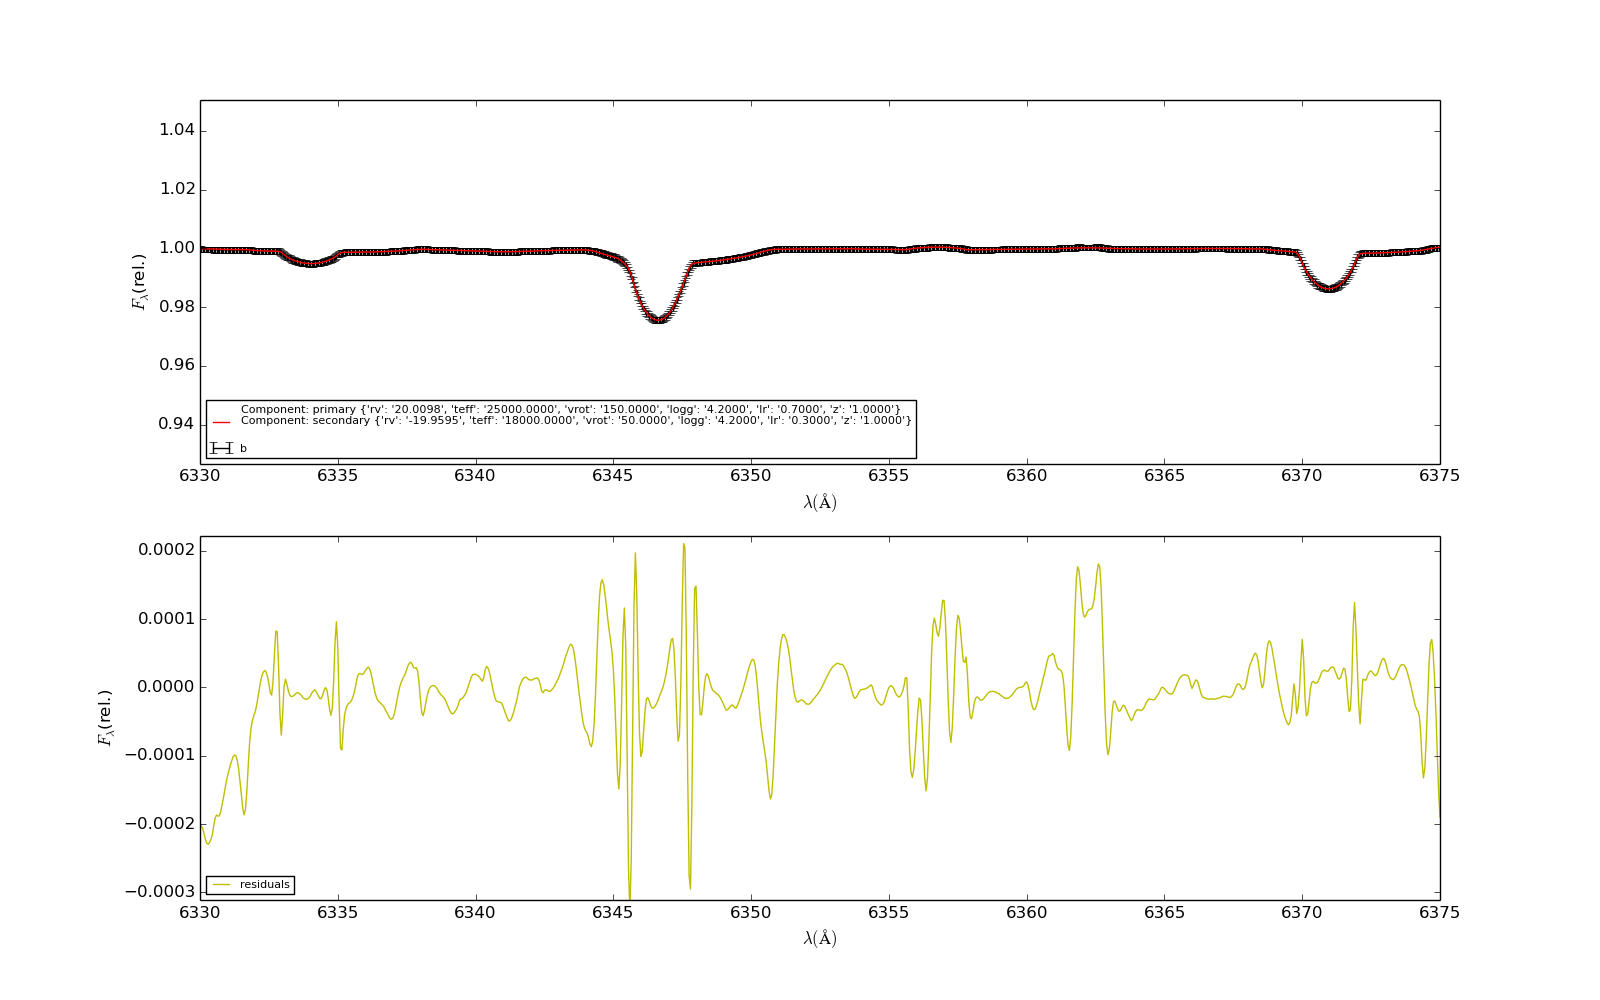 1.04
1.02
1.00
0.98
0.96
0.94
Fλ(rel.)
Component: primary {'rv': '20.0098', 'teff': '25000.0000', 'vrot': '150.0000', 'logg': '4.2000', 'lr': '0.7000', 'z': '1.0000'}
Component: secondary {'rv': '-19.9595', 'teff': '18000.0000', 'vrot': '50.0000', 'logg': '4.2000', 'lr': '0.3000', 'z': '1.0000'}
b
6330 6335 6340 6345 6350 6355 6360 6365 6370 6375
λ(Å)
0.0002
0.0001
0.0000
−0.0001
−0.0002
−0.0003
Fλ(rel.)
residuals
6330 6335 6340 6345 6350 6355 6360 6365 6370 6375
λ(Å)